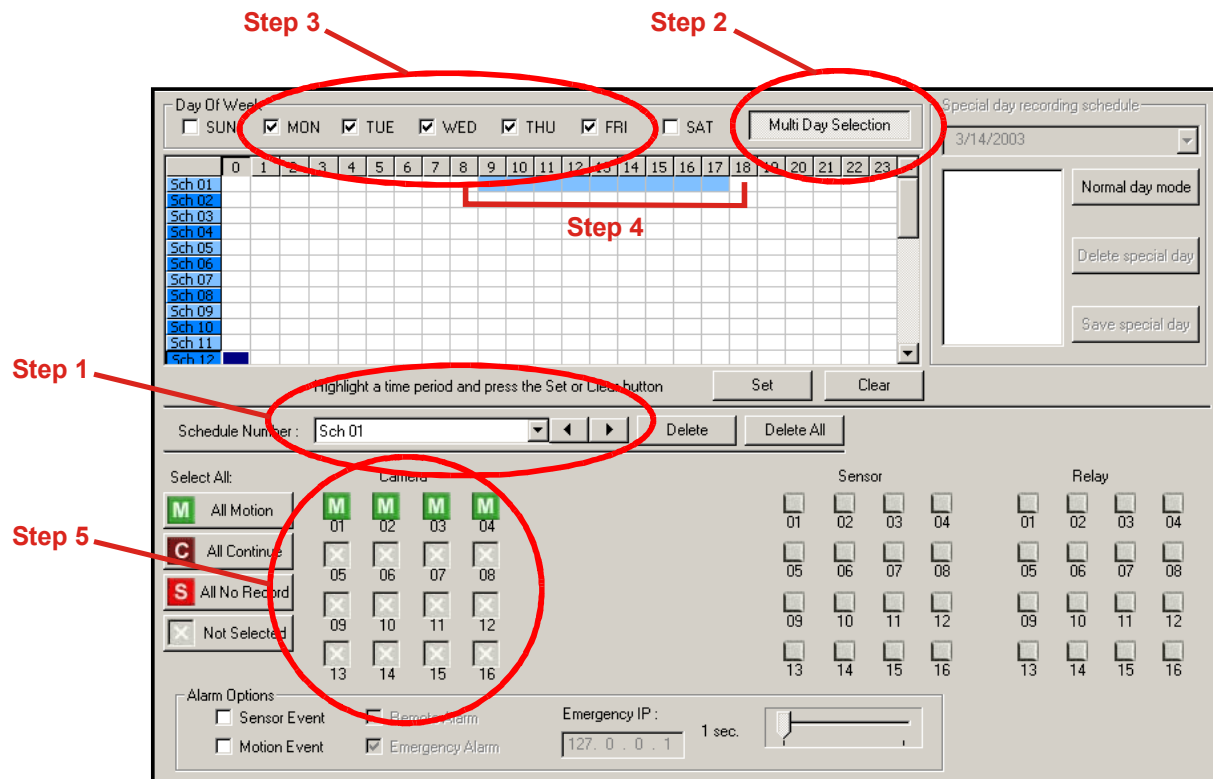 Step 3
Step 2
Day Of Week
SUN MON TUE WED THU FRI SAT
Multi Day Selection
Special day recording schedule
3/14/2003
0 1 2 3 4 5 6 7 8 9 10 11 12 13 14 15 16 17 18 19 20 21 22 23
Sch 01
Sch 02
Sch 03
Sch 04
Sch 05
Sch 06
Sch 07
Sch 08
Sch 09
Sch 10
Sch 11
Sch 12
Step 4
Normal day mode
Delete special day
Save special day
Step 1
Highlight a time period and press the Set or Clear button
Set
Clear
Schedule Number :
Sch 01
Delete
Delete All
Select All:
Camera
Sensor
Relay
M All Motion
C All Continue
S All No Record
Not Selected
Step 5
M M M M
01 02 03 04
05 06 07 08
09 10 11 12
13 14 15 16
01 02 03 04
05 06 07 08
09 10 11 12
13 14 15 16
01 02 03 04
05 06 07 08
09 10 11 12
13 14 15 16
Alarm Options
Sensor Event
Remote Alarm
Motion Event
Emergency Alarm
Emergency IP :
127. 0 . 0 . 1
1 sec.